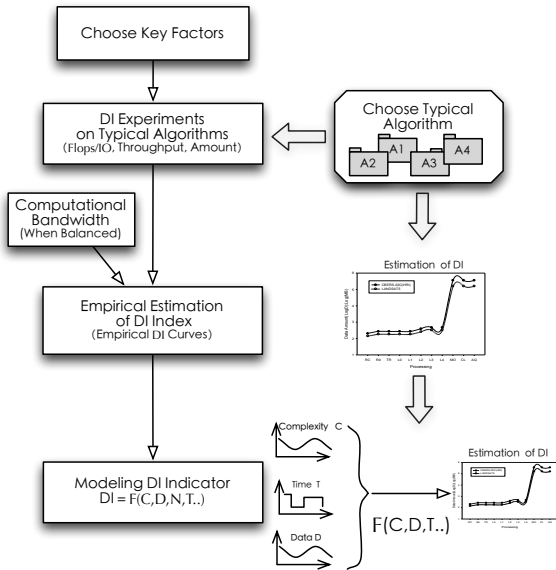 Choose Key Factors
DI Experiments
on Typical Algorithms
(Flops/IO, Throughput, Amount)
Choose Typical
Algorithm
A1
A2
A3
A4
Computational
Bandwidth
(When Balanced)
Empirical Estimation
of DI Index
(Empirical DI Curves)
Estimation of DI
Processing
Modeling DI Indicator
DI = F(C,D,N,T..)
Complexity C
Time T
Data D
F(C,D,T..)
Estimation of DI
Processing